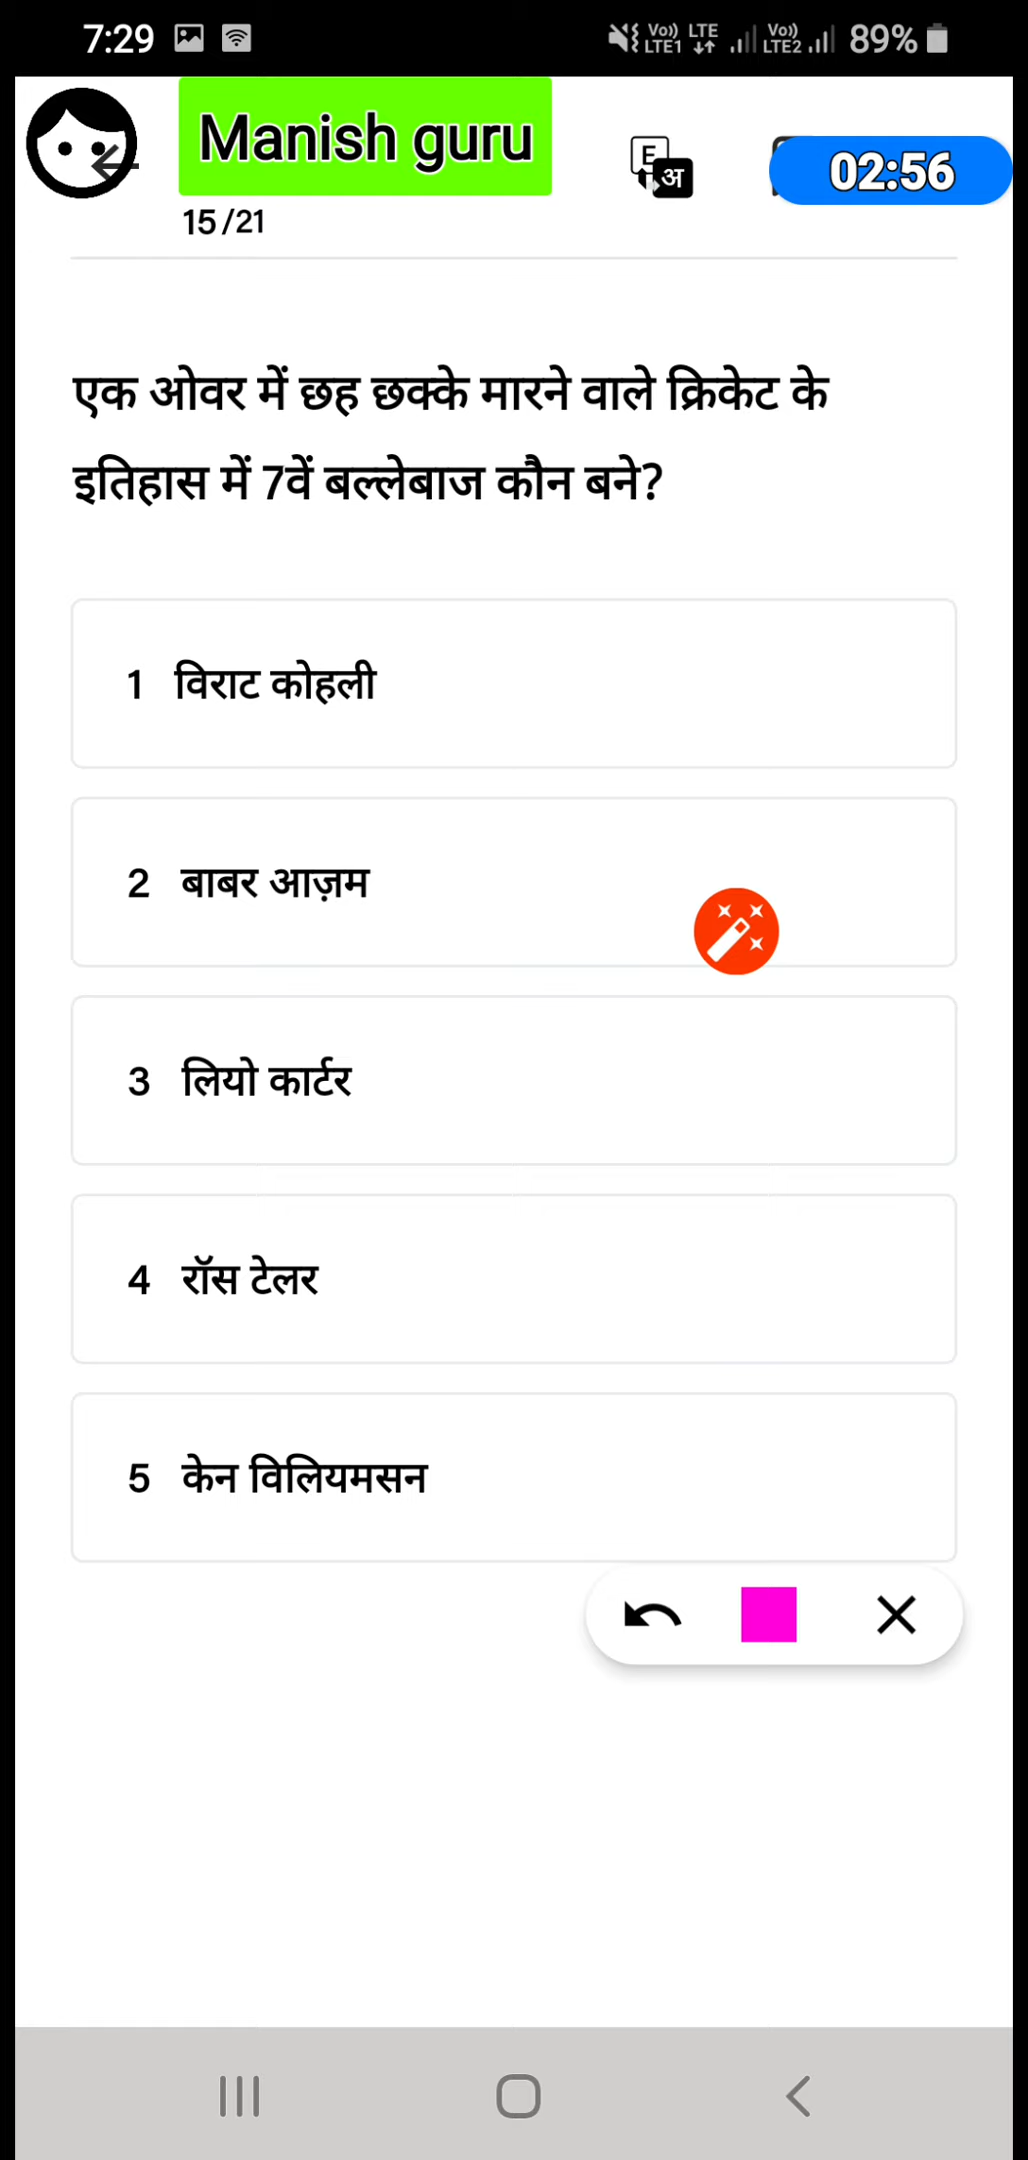 7:29 Vo)) LTE1 LTE Vo)) LTE2 89%
Manish guru
E अ
02:56
15/21
एक ओवर में छह छक्के मारने वाले क्रिकेट के
इतिहास में 7वें बल्लेबाज कौन बने?
1 विराट कोहली
2 बाबर आज़म
3 लियो कार्टर
4 रॉस टेलर
5 केन विलियमसन